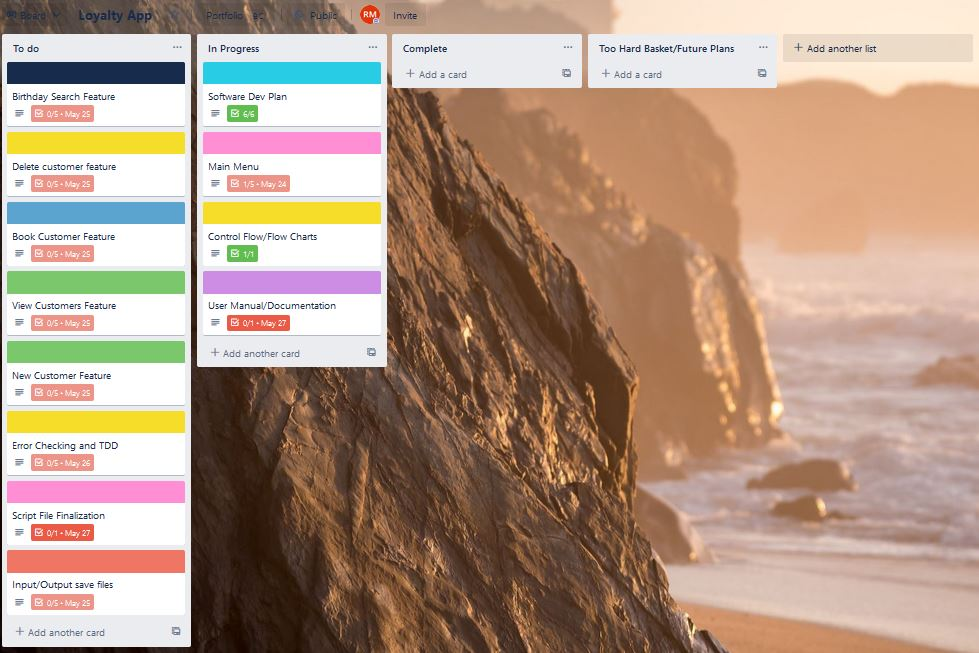 Board
Loyalty App
Portfolio
Public
RM
Invite
To do
Birthday Search Feature
0/5 • May 25
Delete customer feature
0/5 • May 25
Book Customer Feature
0/5 • May 25
View Customers Feature
0/5 • May 25
New Customer Feature
0/5 • May 25
Error Checking and TDD
0/5 • May 26
Script File Finalization
0/1 • May 27
Input/Output save files
0/5 • May 25
+ Add another card
In Progress
Software Dev Plan
6/6
Main Menu
1/5 • May 24
Control Flow/Flow Charts
1/1
User Manual/Documentation
0/1 • May 27
+ Add another card
Complete
+ Add a card
Too Hard Basket/Future Plans
+ Add a card
+ Add another list